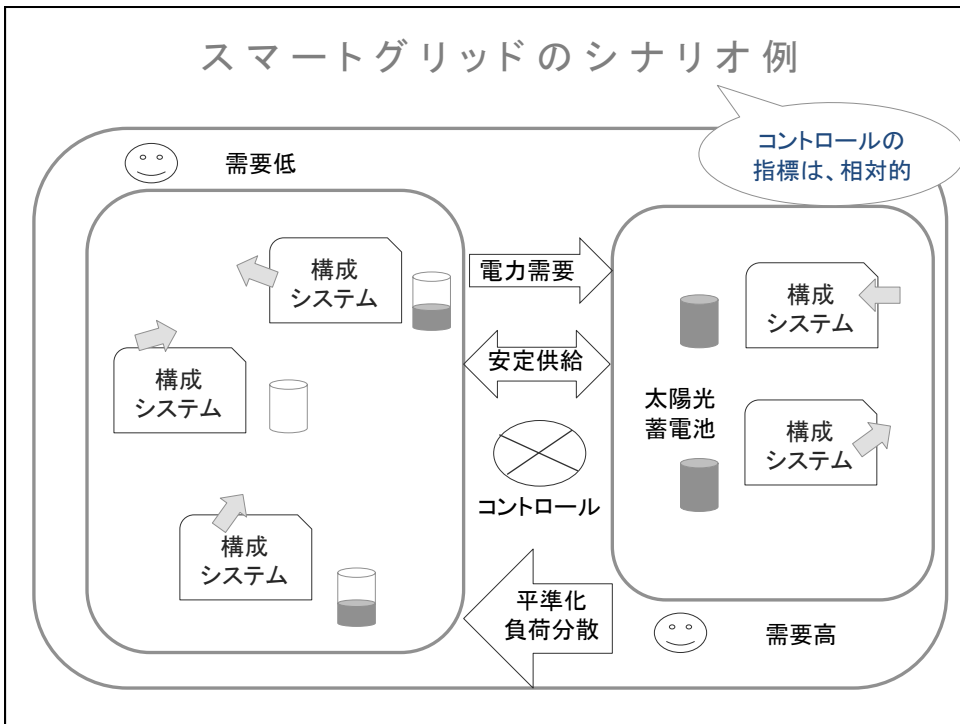 スマートグリッドのシナリオ例
コントロールの
指標は、相対的
需要低
構成
システム
構成
システム
構成
システム
電力需要
安定供給
コントロール
平準化
負荷分散
構成
システム
太陽光
蓄電池
構成
システム
需要高